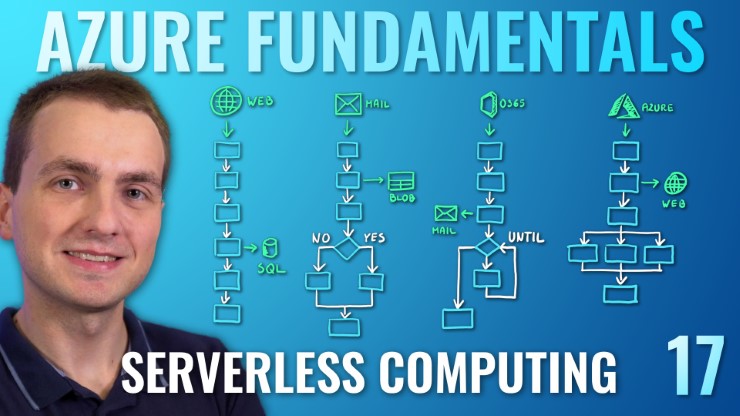 AZURE FUNDAMENTALS
WEB
MAIL
O365
AZURE
BLOB
WEB
MAIL
NO YES
UNTIL
SQL
SERVERLESS COMPUTING
17